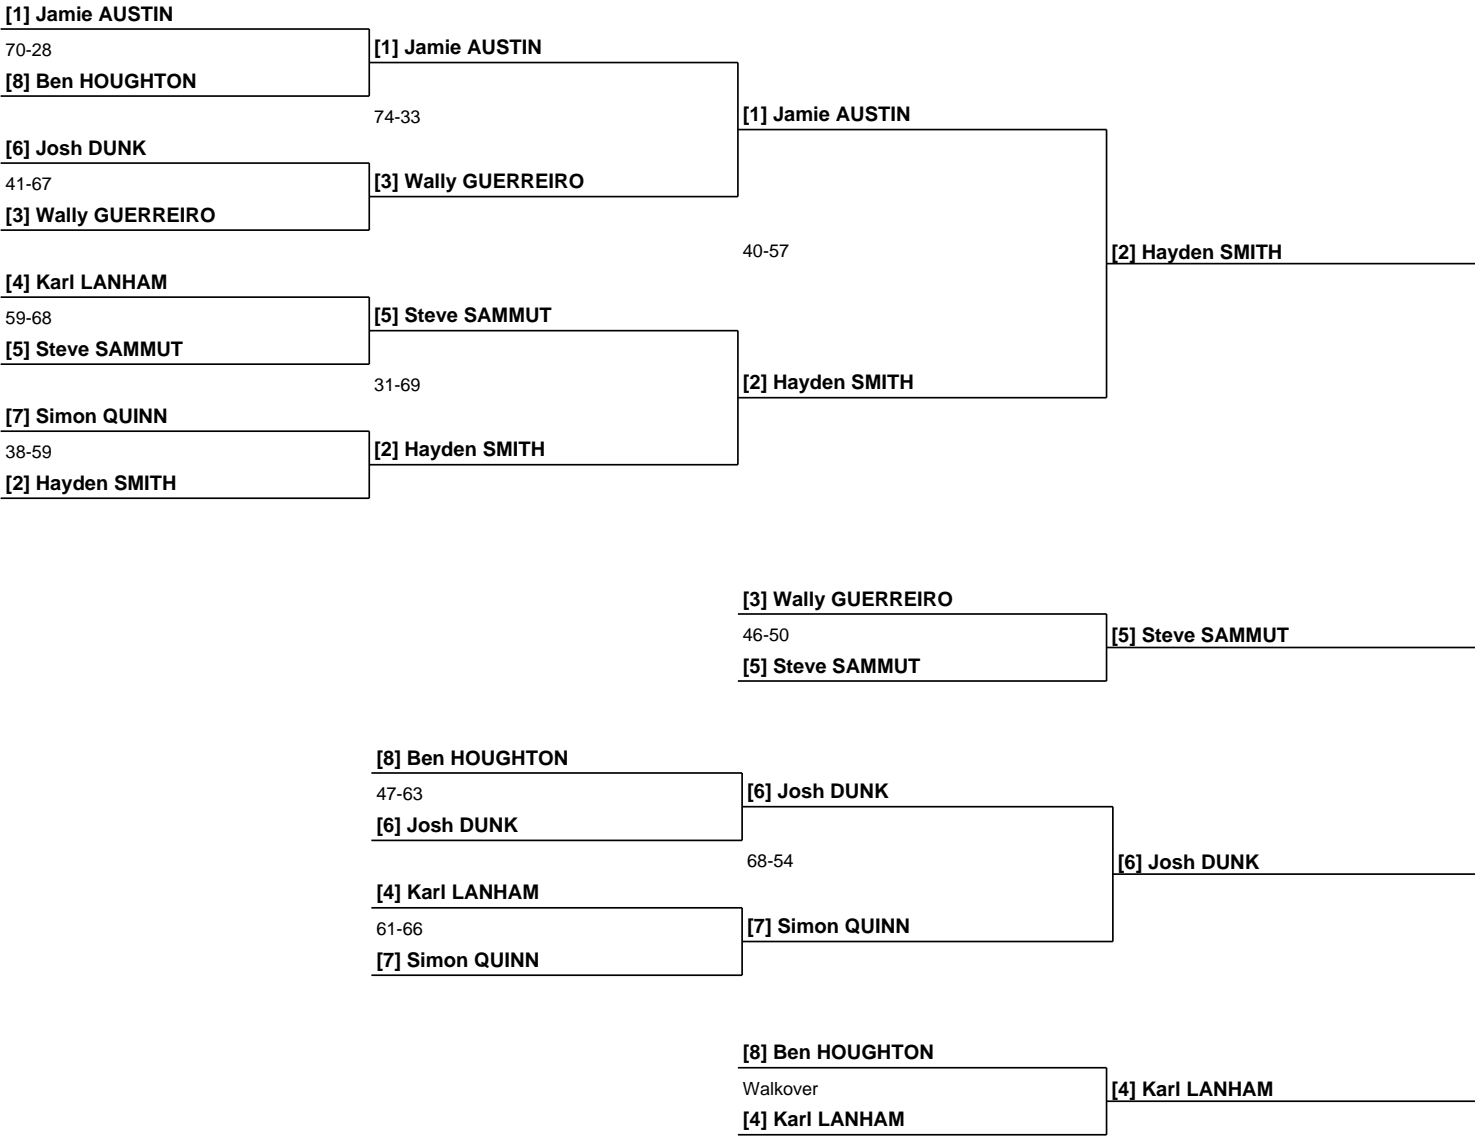 [1] Jamie AUSTIN
70-28
[8] Ben HOUGHTON
[1] Jamie AUSTIN
74-33
[6] Josh DUNK
41-67
[3] Wally GUERREIRO
[3] Wally GUERREIRO
[1] Jamie AUSTIN
40-57
[2] Hayden SMITH
[4] Karl LANHAM
59-68
[5] Steve SAMMUT
[5] Steve SAMMUT
31-69
[2] Hayden SMITH
[7] Simon QUINN
38-59
[2] Hayden SMITH
[2] Hayden SMITH
[3] Wally GUERREIRO
46-50
[5] Steve SAMMUT
[5] Steve SAMMUT
[8] Ben HOUGHTON
47-63
[6] Josh DUNK
[6] Josh DUNK
68-54
[6] Josh DUNK
[4] Karl LANHAM
61-66
[7] Simon QUINN
[7] Simon QUINN
[8] Ben HOUGHTON
Walkover
[4] Karl LANHAM
[4] Karl LANHAM